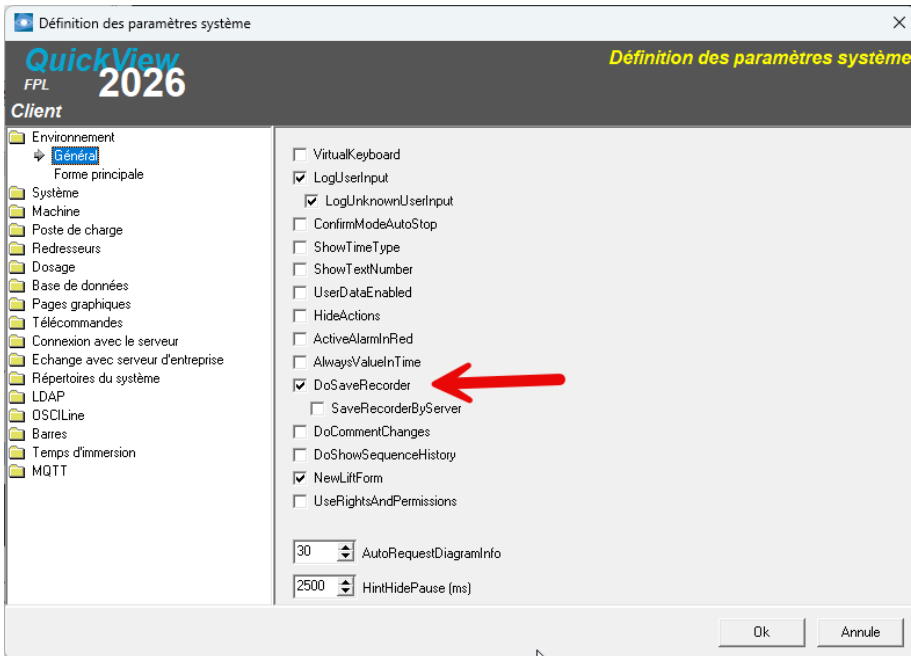 Définition des paramètres système
QuickView
FPL 2026
Client
Définition des paramètres système
Environnement
Général
Forme principale
Système
Machine
Poste de charge
Redresseurs
Dosage
Base de données
Pages graphiques
Télécommandes
Connexion avec le serveur
Echange avec serveur d'entreprise
Répertoires du système
LDAP
OSCILine
Barres
Temps d'immersion
MQTT
VirtualKeyboard
LogUserInput
LogUnknownUserInput
ConfirmModeAutoStop
ShowTimeType
ShowTextNumber
UserDataEnabled
HideActions
ActiveAlarmInRed
AlwaysValueInTime
DoSaveRecorder
SaveRecorderByServer
DoCommentChanges
DoShowSequenceHistory
NewLiftForm
UseRightsAndPermissions
30 AutoRequestDiagramInfo
2500 HintHidePause (ms)
Ok Annule